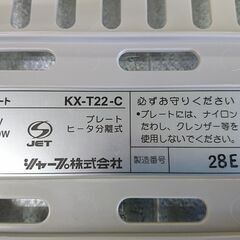 ート
KX-T22-C
必ずお守りください
・プレートには、ナイロン
たわし、クレンザー等を
使用しないでください。
V
0W
S
JET
プレート
ヒータ分離式
シャープ株式会社
製造番号
28E